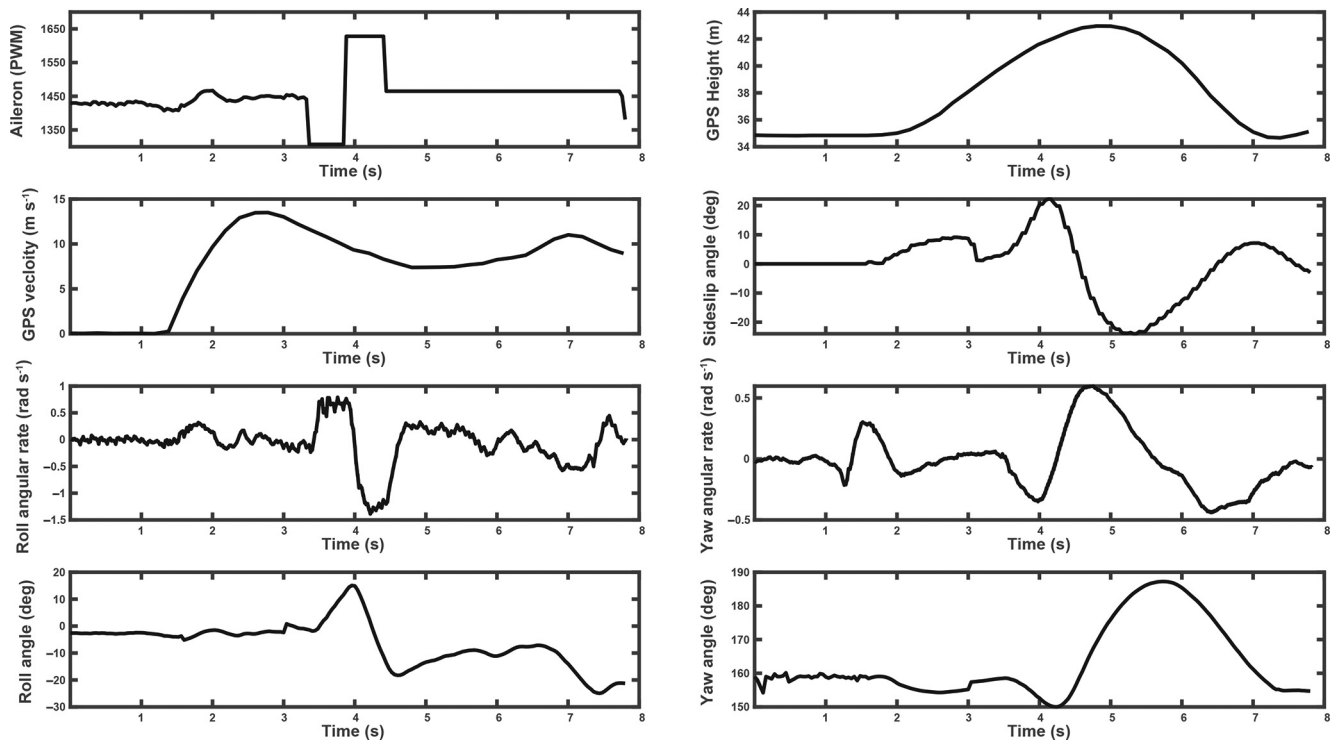 Aileron (PWM)
1650
1550
1450
1350
1 2 3 4 5 6 7 8
Time (s)
GPS Height (m)
44
42
40
38
36
34
1 2 3 4 5 6 7 8
Time (s)
GPS vecloity (m s-1)
15
10
5
0
1 2 3 4 5 6 7 8
Time (s)
Sideslip angle (deg)
20
10
0
–10
–20
1 2 3 4 5 6 7 8
Time (s)
Roll angular rate (rad s-1)
1
0.5
0
–0.5
–1
–1.5
1 2 3 4 5 6 7 8
Time (s)
Yaw angular rate (rad s-1)
0.5
0
–0.5
1 2 3 4 5 6 7 8
Time (s)
Roll angle (deg)
20
10
0
–10
–20
–30
1 2 3 4 5 6 7 8
Time (s)
Yaw angle (deg)
190
180
170
160
150
1 2 3 4 5 6 7 8
Time (s)